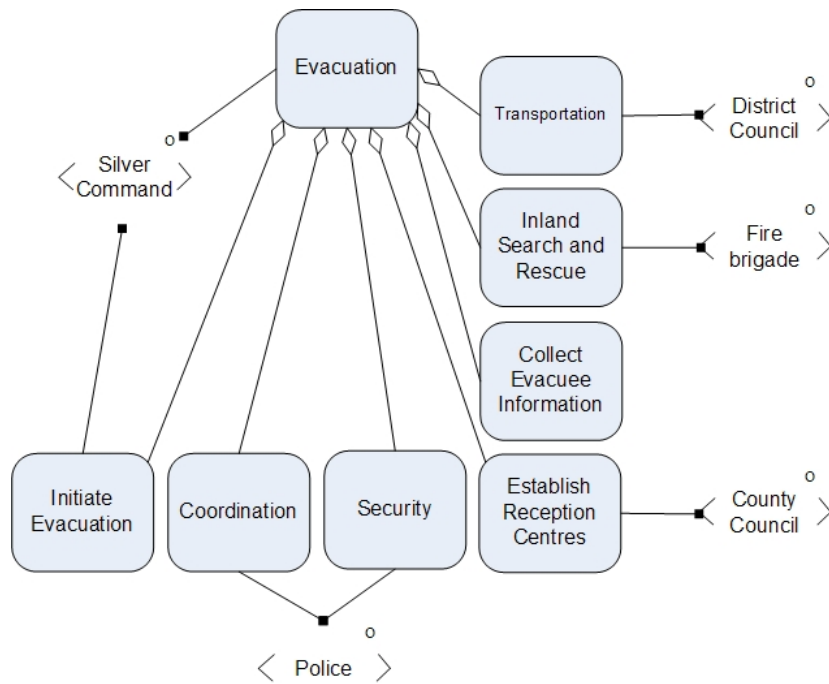 Evacuation
Transportation
o
District
Council
o
Silver
Command
Inland
Search and
Rescue
o
Fire
brigade
Collect
Evacuee
Information
Initiate
Evacuation
Coordination
Security
Establish
Reception
Centres
o
County
Council
o
Police